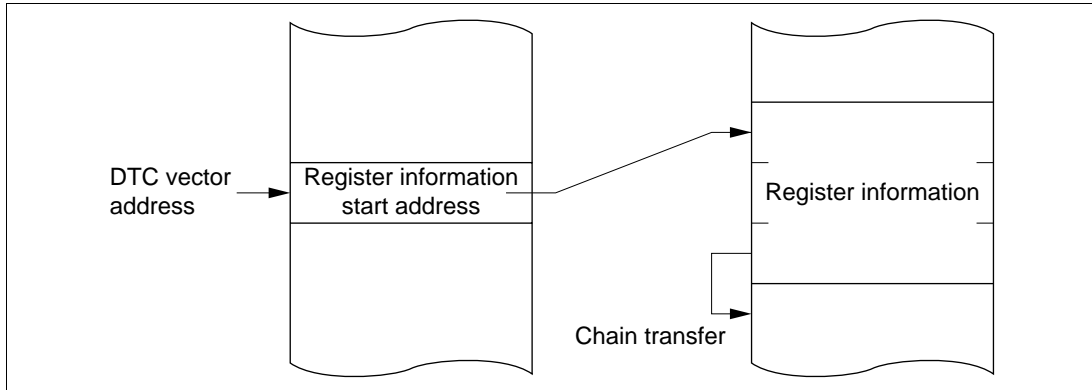 DTC vector
address
Register information
start address
Register information
Chain transfer